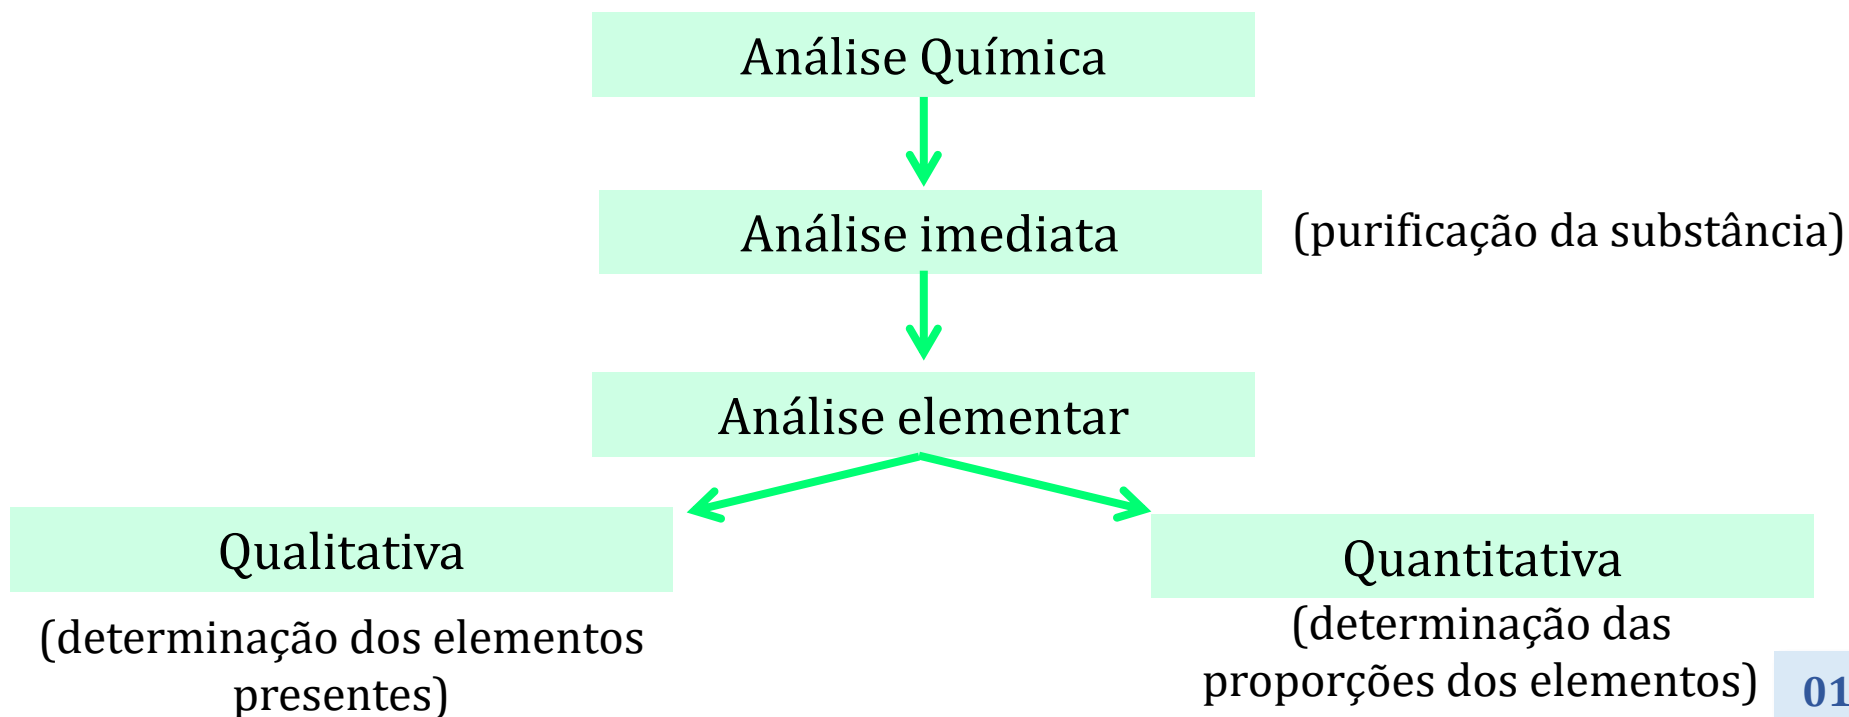 Análise Química
Análise imediata
(purificação da substância)
Análise elementar
Qualitativa
(determinação dos elementos
presentes)
Quantitativa
(determinação das
proporções dos elementos)
01